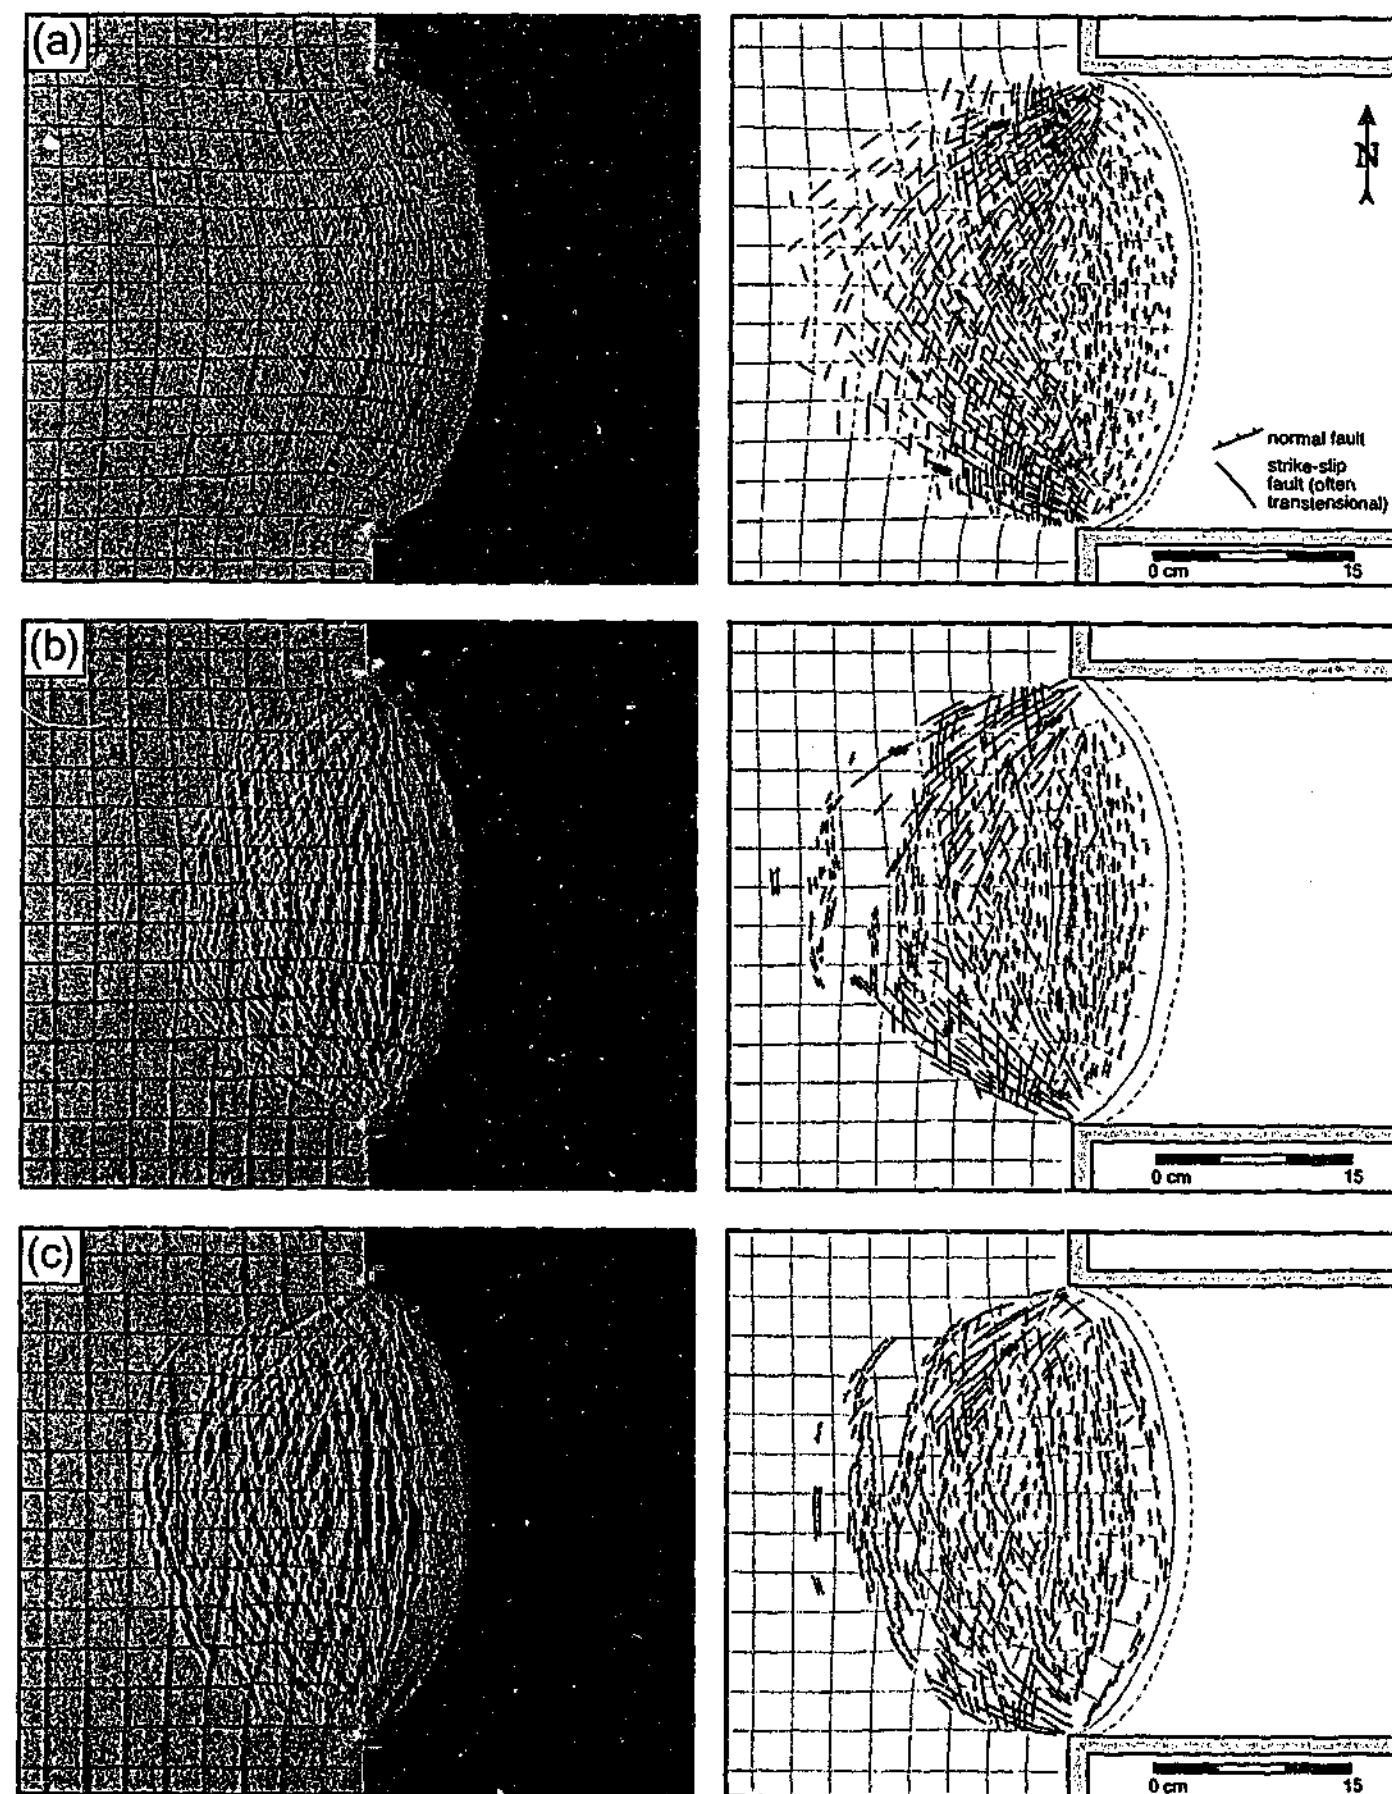 (a)
N
normal fault
strike-slip
fault (often
transtensional)
0 cm 15
(b)
0 cm 15
(c)
0 cm 15